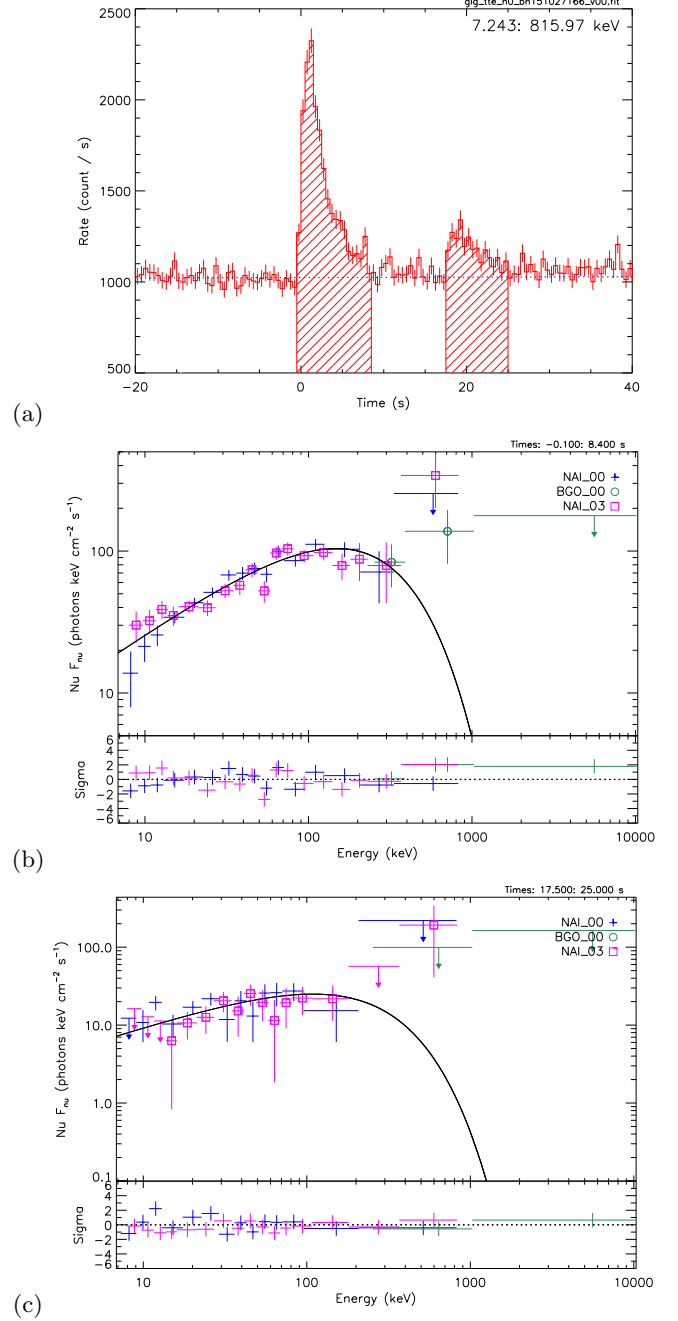 glg_tte_n0_bn151027166_v00.fit
7.243: 815.97 keV
2500
2000
1500
1000
500
Rate (count / s)
−20
0
20
40
Time (s)
(a)
Times: −0.100: 8.400 s
NAI_00
BGO_00
NAI_03
100
10
Nu Fnu (photons keV cm−2 s−1)
6
4
2
0
−2
−4
−6
Sigma
10
100
1000
10000
Energy (keV)
(b)
Times: 17.500: 25.000 s
NAI_00
BGO_00
NAI_03
100.0
10.0
1.0
0.1
Nu Fnu (photons keV cm−2 s−1)
6
4
2
0
−2
−4
−6
Sigma
10
100
1000
10000
Energy (keV)
(c)